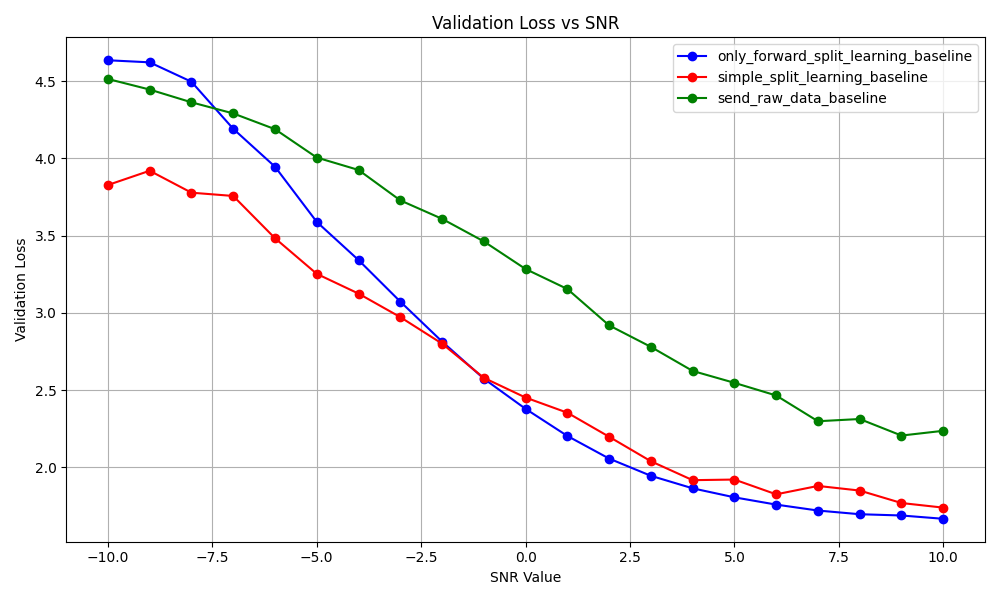 Validation Loss vs SNR
only_forward_split_learning_baseline
simple_split_learning_baseline
send_raw_data_baseline
Validation Loss
4.5
4.0
3.5
3.0
2.5
2.0
−10.0 −7.5 −5.0 −2.5 0.0 2.5 5.0 7.5 10.0
SNR Value